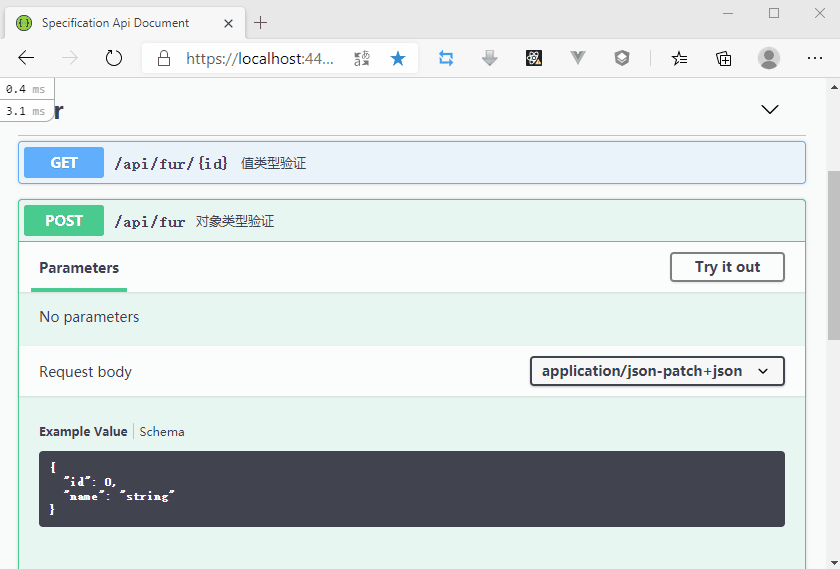 Specification Api Document
https://localhost:44...
0.4 ms
3.1 ms
r
GET /api/fur/{id} 值类型验证
POST /api/fur 对象类型验证
Parameters
Try it out
No parameters
Request body
application/json-patch+json
Example Value
Schema
{
"id": 0,
"name": "string"
}